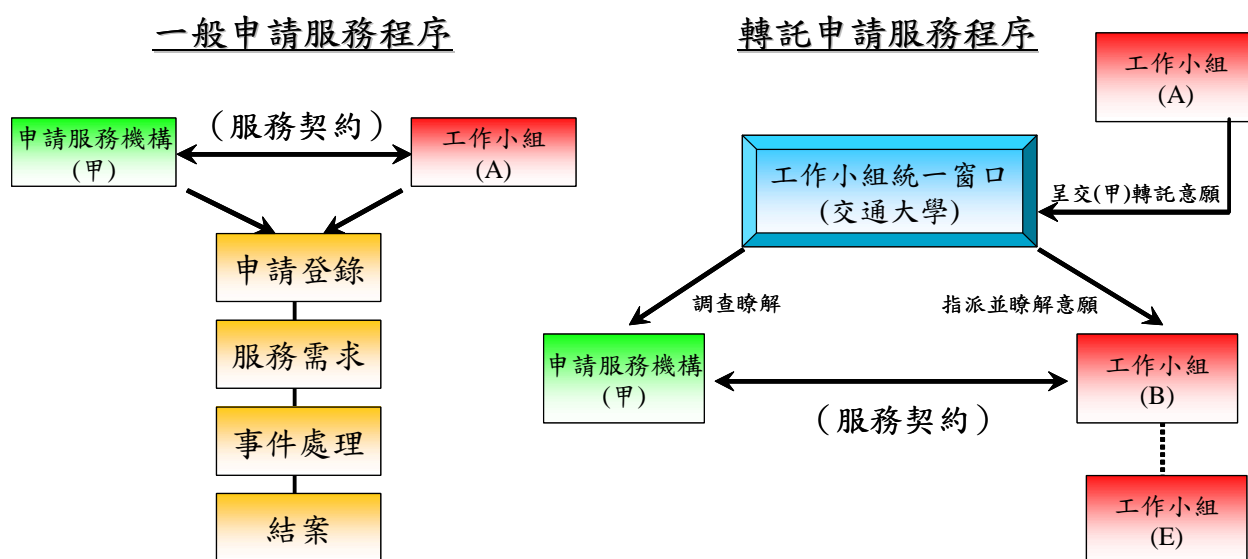 一般申請服務程序
申請服務機構
(甲)
（服務契約）
工作小組
(A)
申請登錄
服務需求
事件處理
結案
轉託申請服務程序
工作小組
(A)
工作小組統一窗口
(交通大學)
呈交(甲)轉託意願
調查瞭解
指派並瞭解意願
申請服務機構
(甲)
（服務契約）
工作小組
(B)
工作小組
(E)